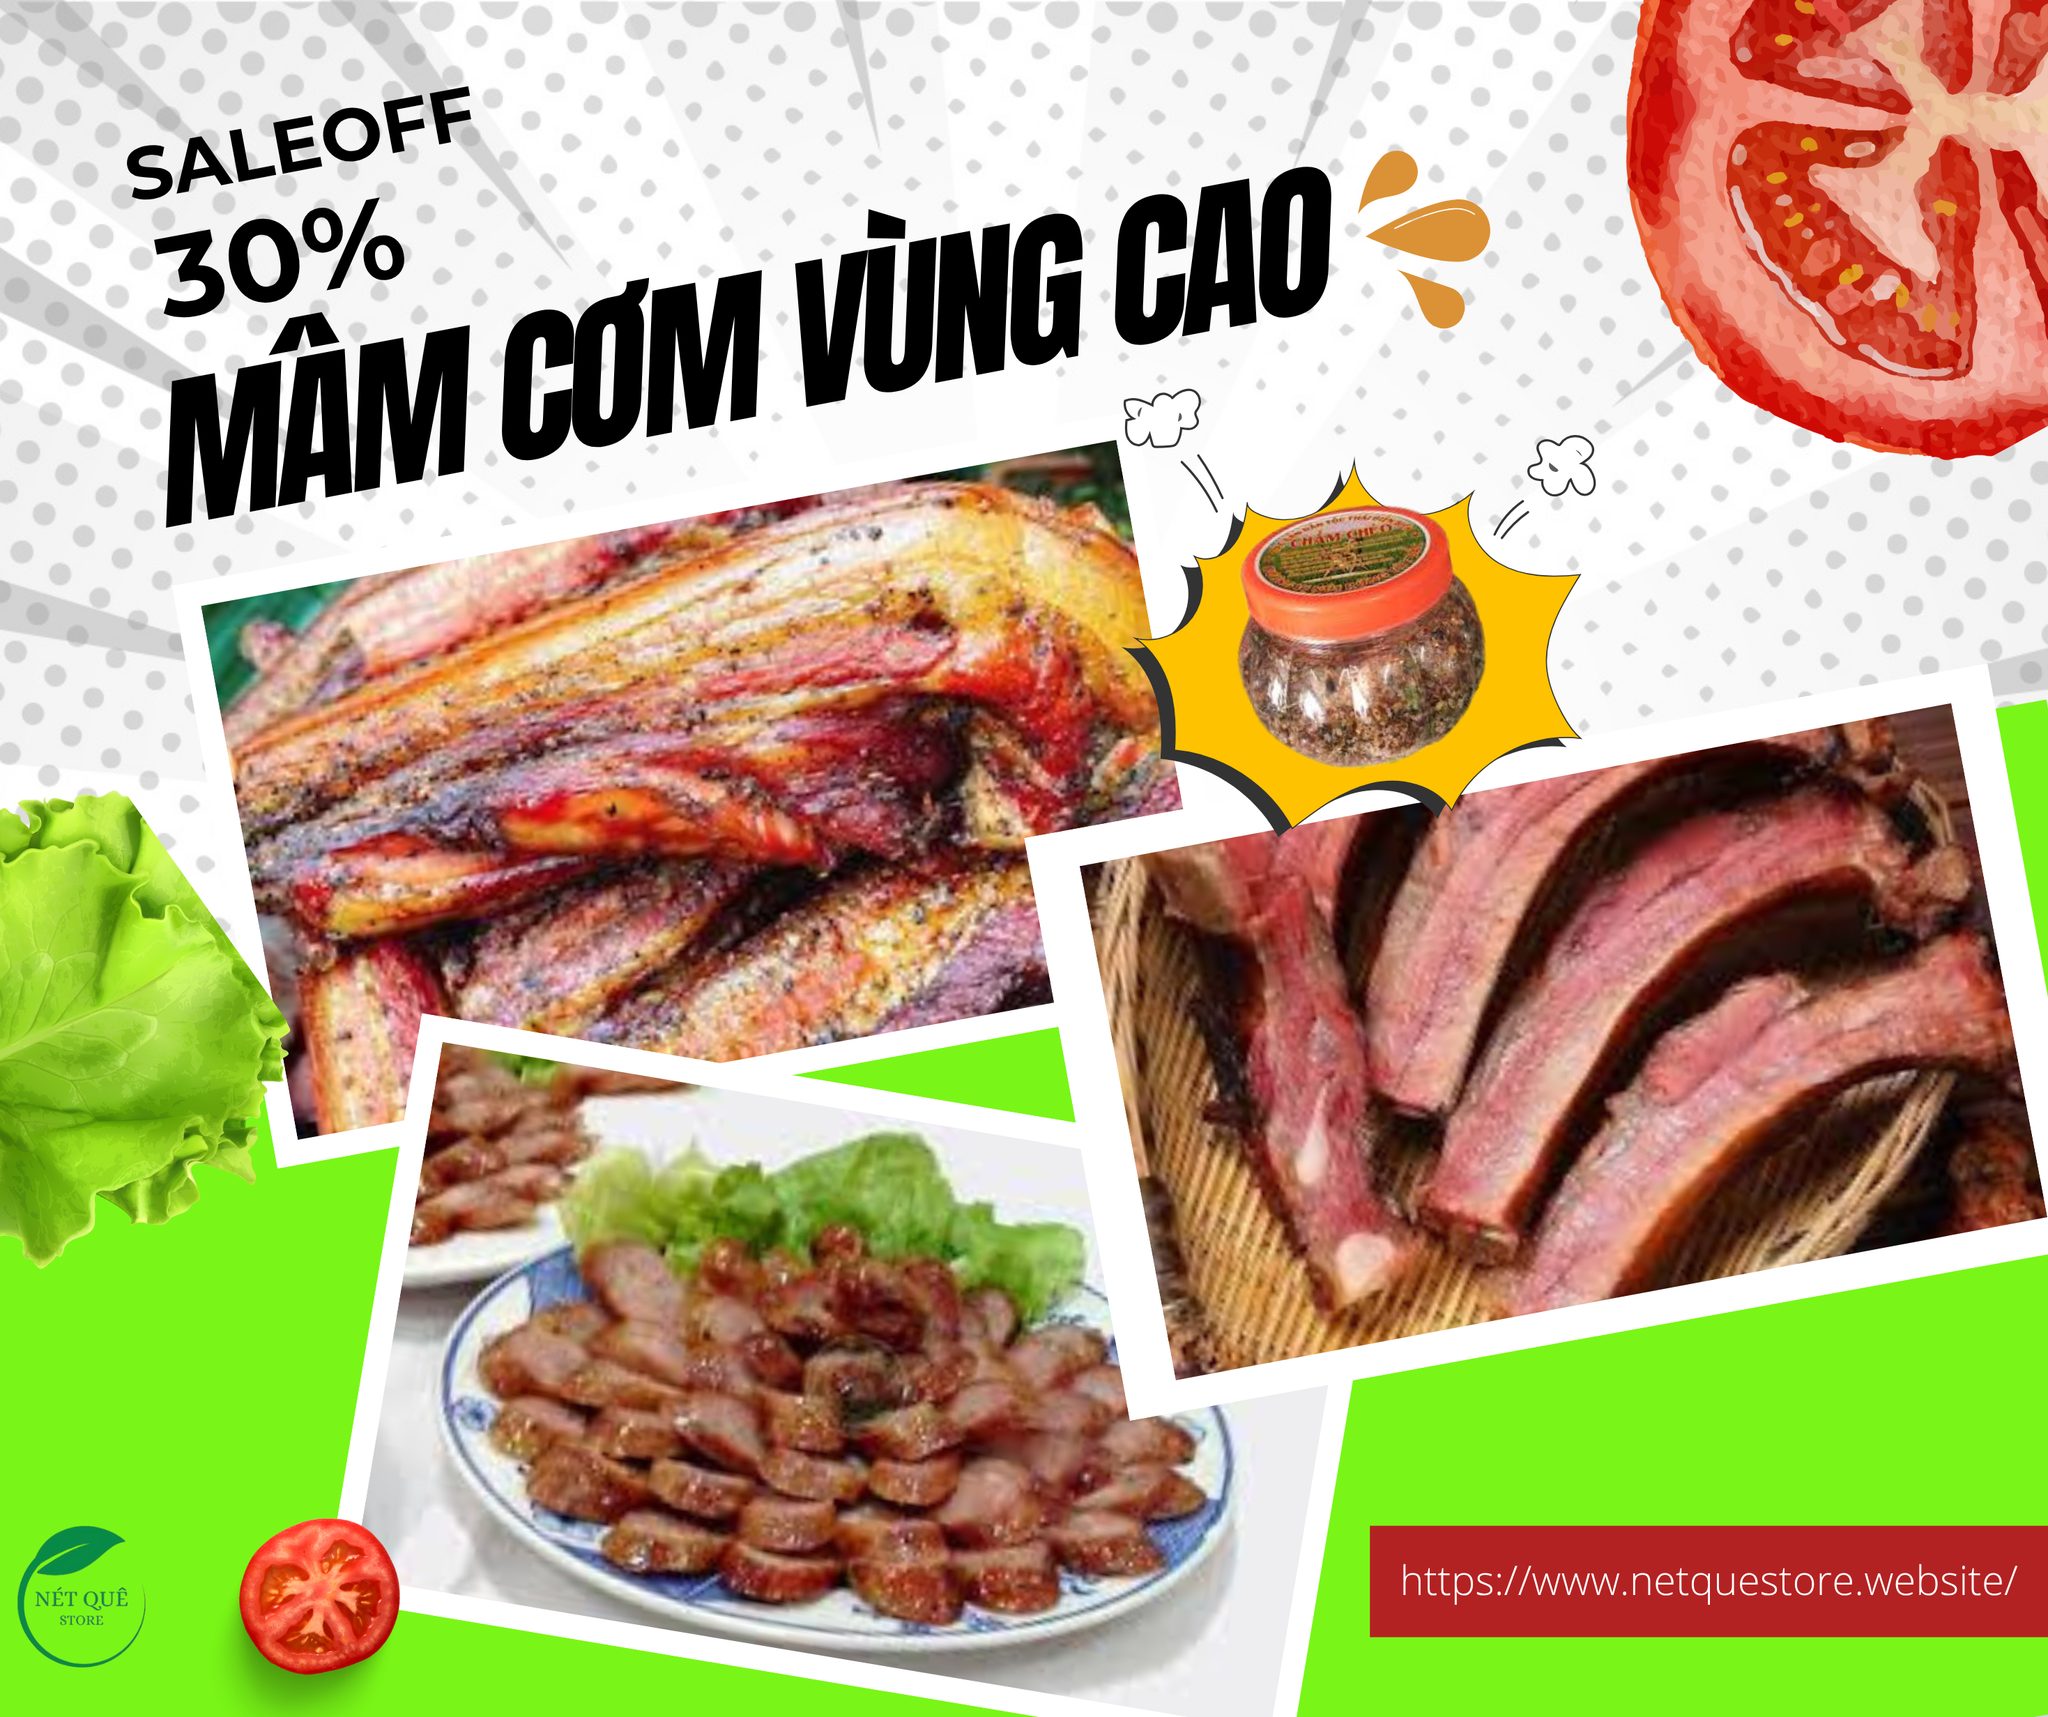 SALEOFF
30%
MÂM CƠM VÙNG CAO
CHẨM CHÉO
NÉT QUÊ
STORE
https://www.netquestore.website/